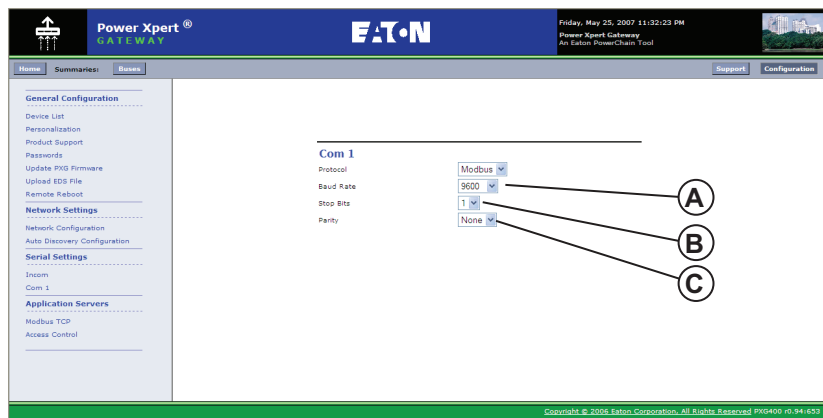 Power Xpert ®
GATEWAY
EATON
Friday, May 25, 2007 11:32:23 PM
Power Xpert Gateway
An Eaton PowerChain Tool
Home Summaries: Buses Support Configuration
General Configuration
Device List
Personalization
Product Support
Passwords
Update PXG Firmware
Upload EDS File
Remote Reboot
Network Settings
Network Configuration
Auto Discovery Configuration
Serial Settings
Incom
Com 1
Application Servers
Modbus TCP
Access Control
Com 1
Protocol Modbus
Baud Rate 9600
Stop Bits 1
Parity None
A
B
C
Copyright © 2006 Eaton Corporation. All Rights Reserved PXG400 r0.94:653